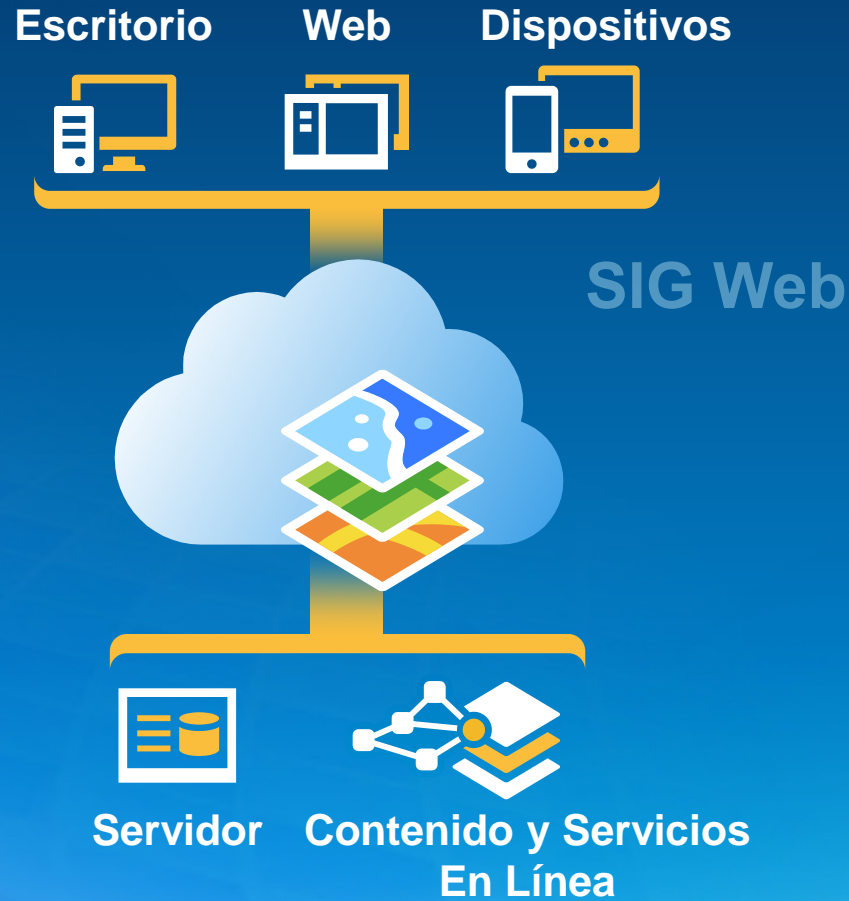 Escritorio Web Dispositivos
SIG Web
Servidor Contenido y Servicios
En Línea